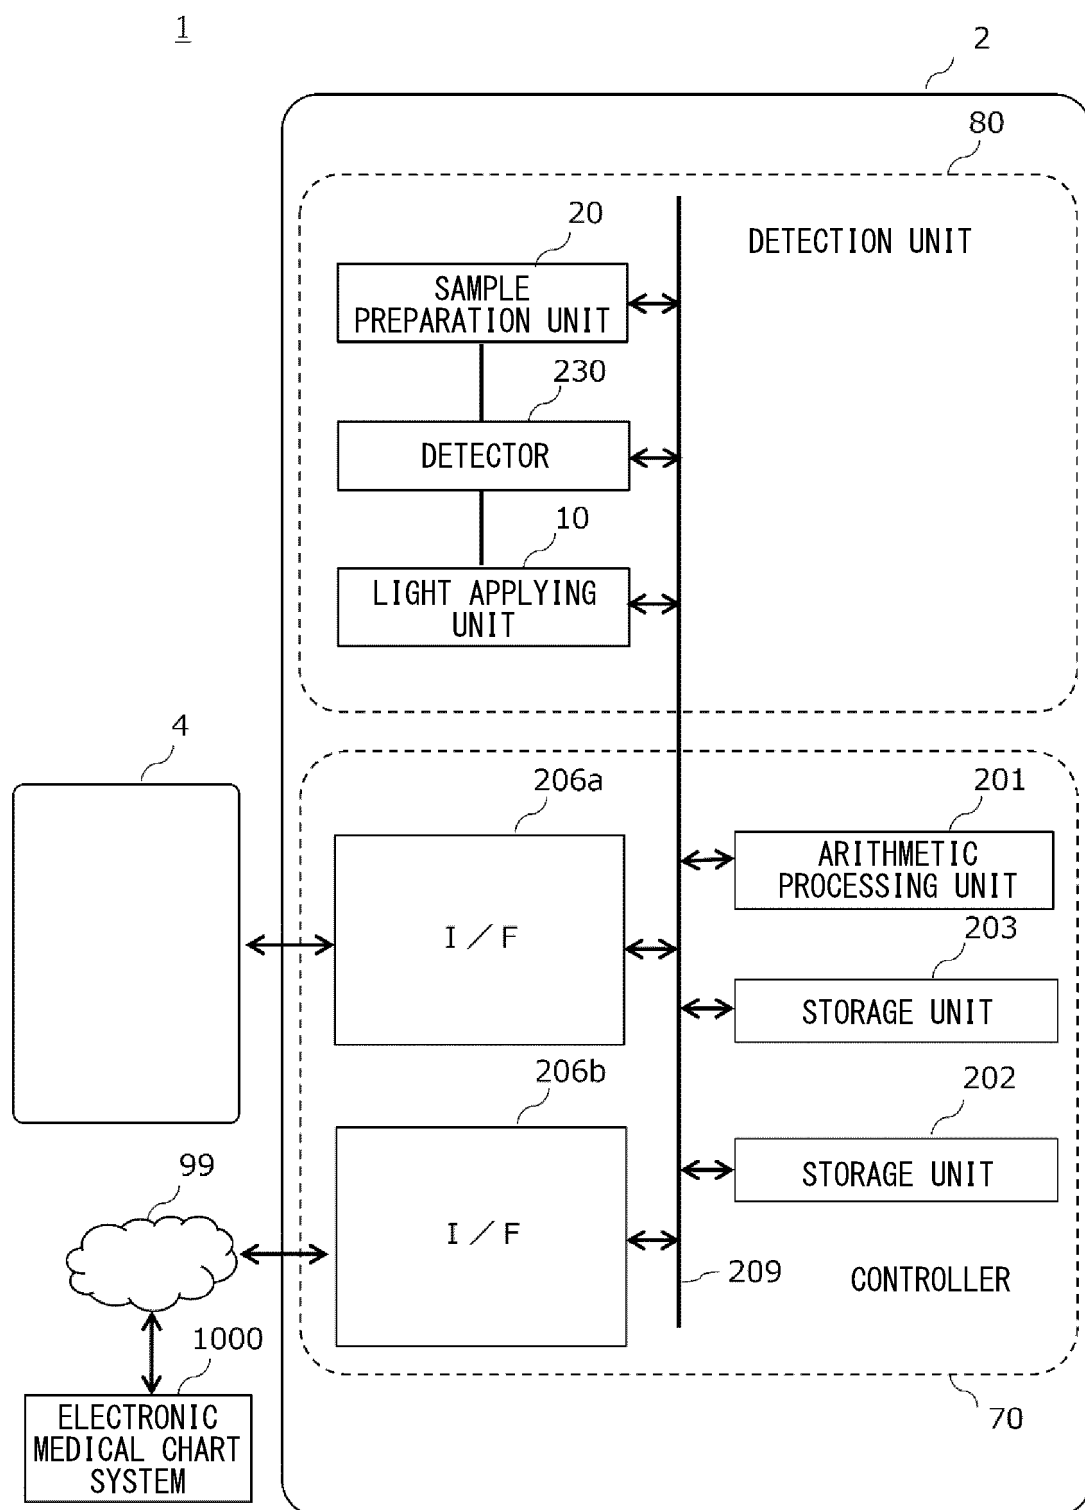 1
2
80
20
DETECTION UNIT
SAMPLE
PREPARATION UNIT
230
DETECTOR
10
LIGHT APPLYING
UNIT
4
206a
201
ARITHMETIC
PROCESSING UNIT
I/F
203
STORAGE UNIT
206b
202
STORAGE UNIT
99
I/F
209
CONTROLLER
1000
ELECTRONIC
MEDICAL CHART
SYSTEM
70